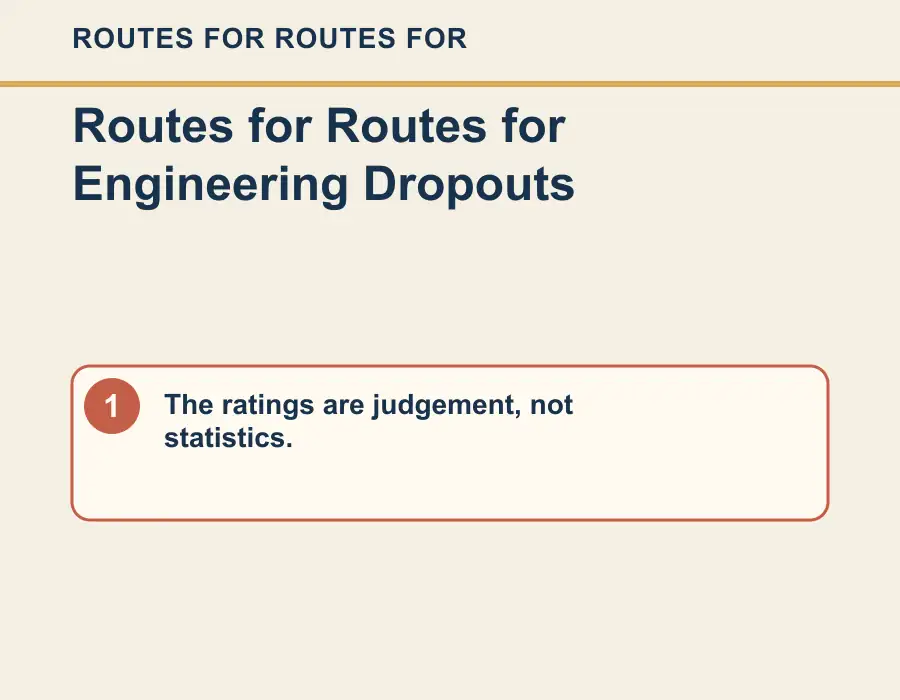 ROUTES FOR ROUTES FOR
Routes for Routes for
Engineering Dropouts
1
The ratings are judgement, not
statistics.